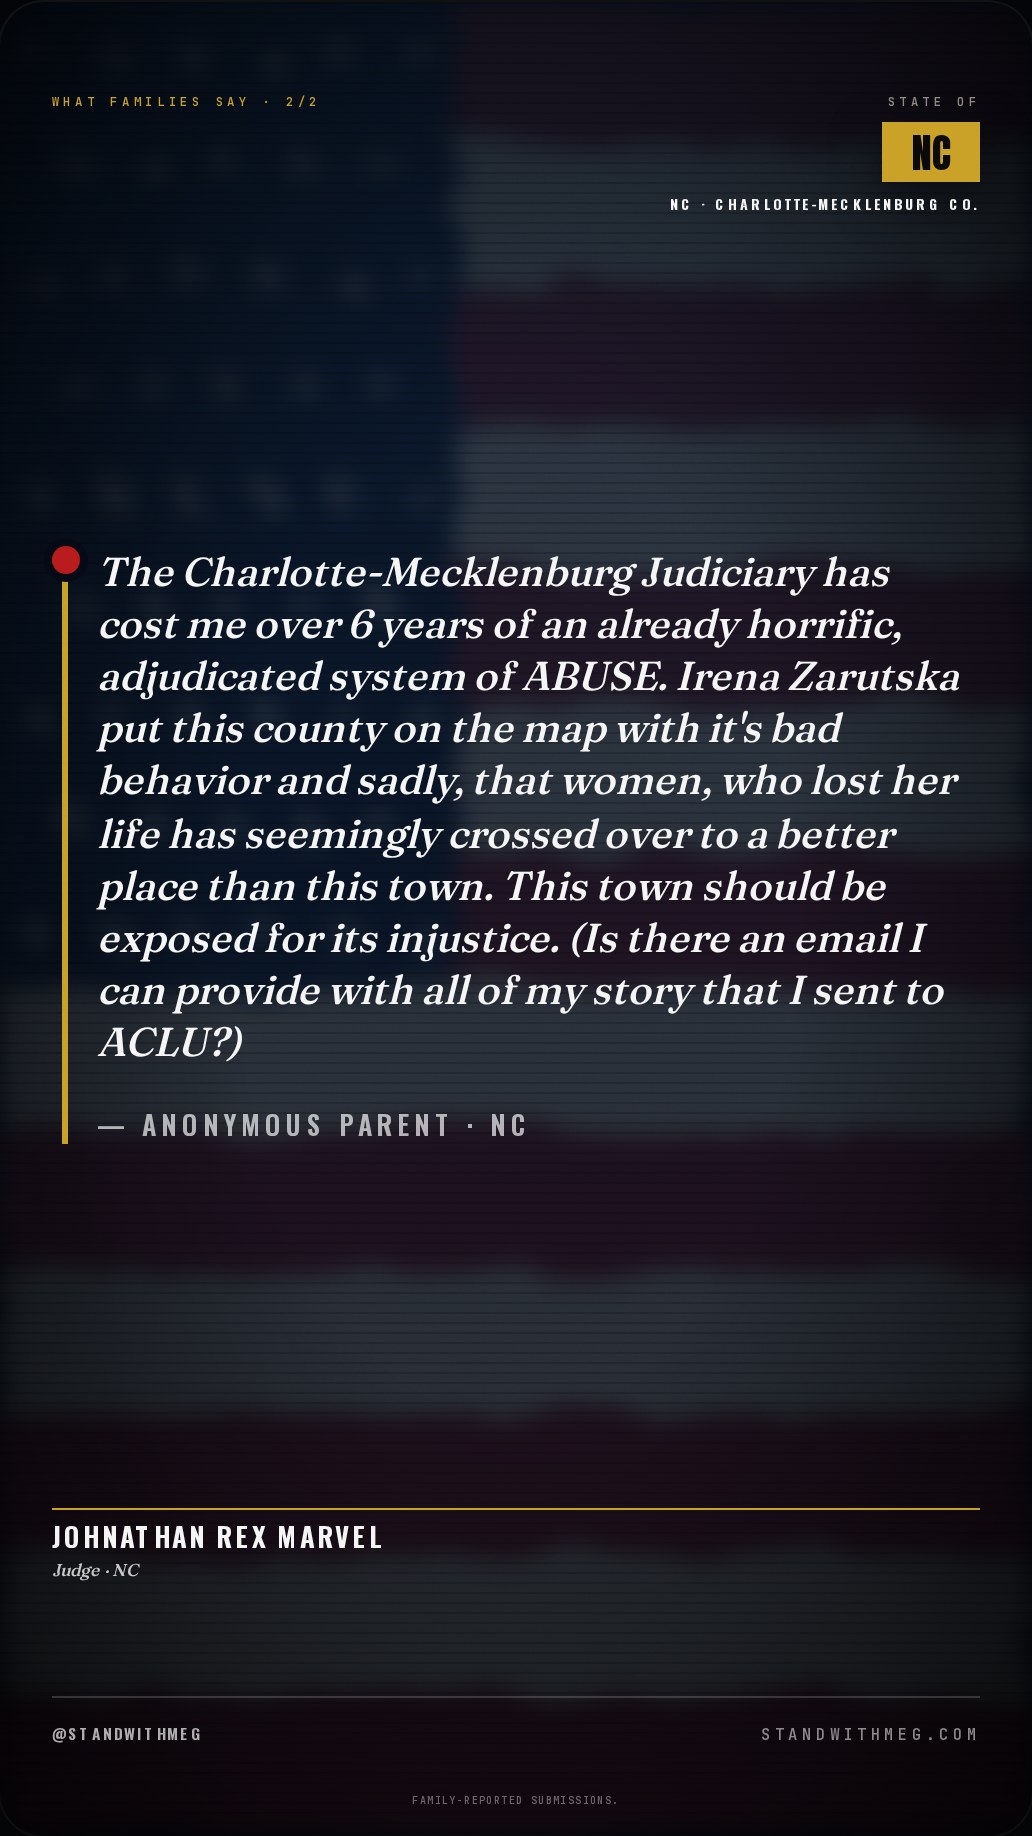 WHAT FAMILIES SAY · 2/2
STATE OF
NC
NC · CHARLOTTE-MECKLENBURG CO.
The Charlotte-Mecklenburg Judiciary has
cost me over 6 years of an already horrific,
adjudicated system of ABUSE. Irena Zarutska
put this county on the map with it's bad
behavior and sadly, that women, who lost her
life has seemingly crossed over to a better
place than this town. This town should be
exposed for its injustice. (Is there an email I
can provide with all of my story that I sent to
ACLU?)
— ANONYMOUS PARENT · NC
JOHNATHAN REX MARVEL
Judge · NC
@STANDWITHMEG
STANDWITHMEG.COM
FAMILY-REPORTED SUBMISSIONS.